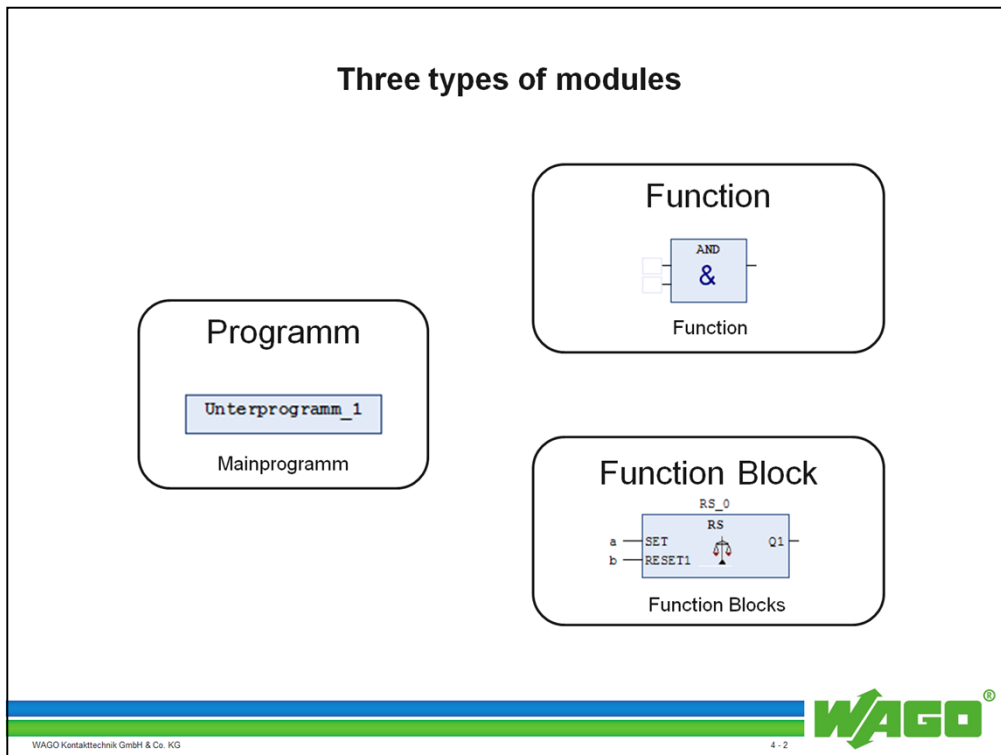 Three types of modules
Programm
Unterprogramm_1
Mainprogramm
Function
AND
&
Function
Function Block
RS_0
RS
a SET Q1
b RESET1
Function Blocks
WAGO®
WAGO Kontakttechnik GmbH & Co. KG
4 - 2